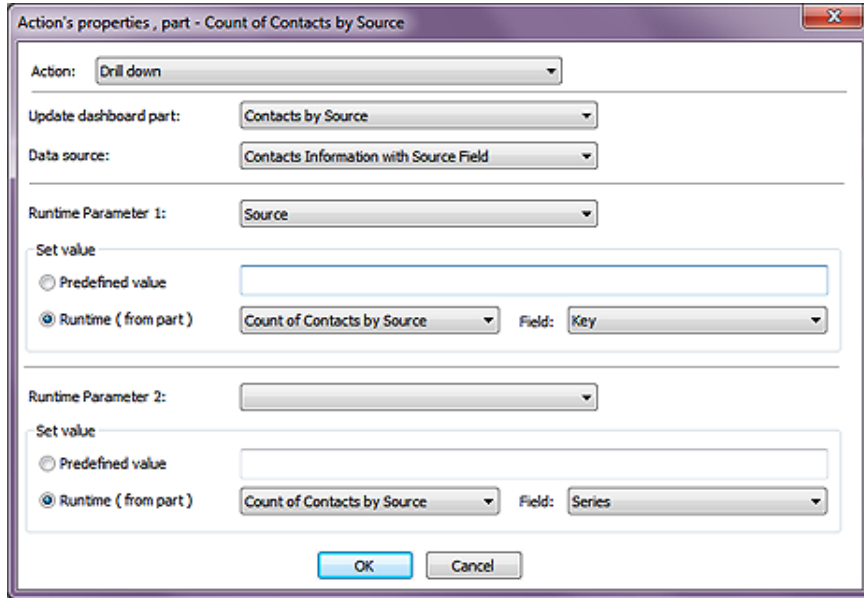 Action's properties , part - Count of Contacts by Source
Action: Drill down
Update dashboard part: Contacts by Source
Data source: Contacts Information with Source Field
Runtime Parameter 1: Source
Set value
Predefined value
Runtime ( from part ) Count of Contacts by Source Field: Key
Runtime Parameter 2:
Set value
Predefined value
Runtime ( from part ) Count of Contacts by Source Field: Series
OK Cancel